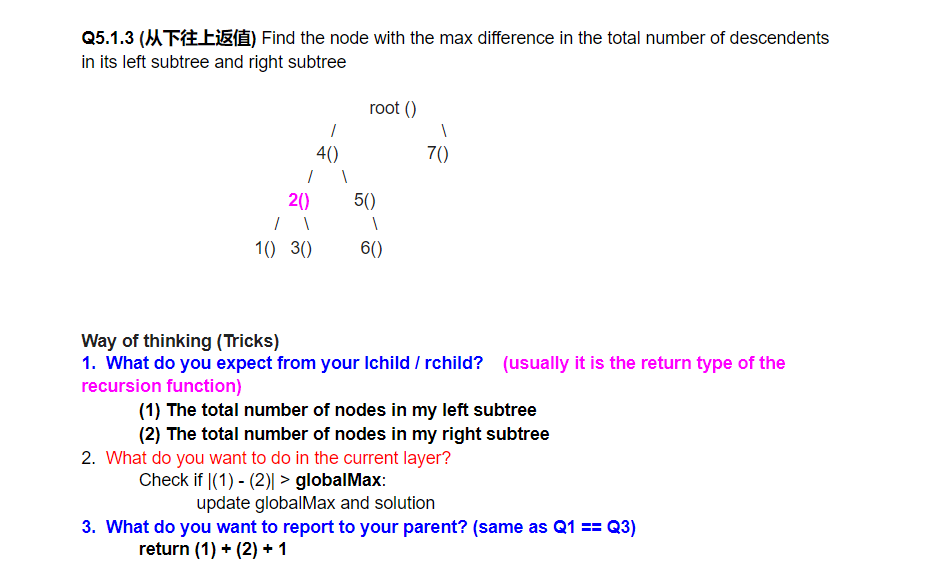 Q5.1.3 (从下往上返值) Find the node with the max difference in the total number of descendents
in its left subtree and right subtree
root ()
/ \
4() 7()
/ \
2() 5()
/ \ \
1() 3() 6()
Way of thinking (Tricks)
1. What do you expect from your lchild / rchild? (usually it is the return type of the
recursion function)
(1) The total number of nodes in my left subtree
(2) The total number of nodes in my right subtree
2. What do you want to do in the current layer?
Check if |(1) - (2)| > globalMax:
update globalMax and solution
3. What do you want to report to your parent? (same as Q1 == Q3)
return (1) + (2) + 1